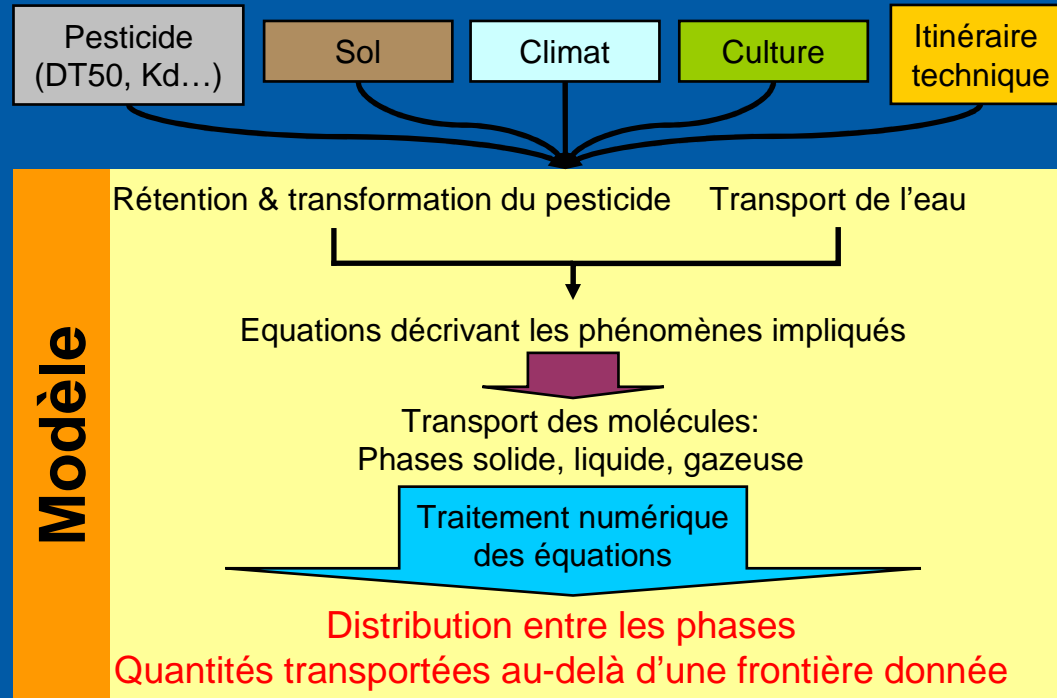 Pesticide
(DT50, Kd…)
Sol
Climat
Culture
Itinéraire
technique
Modèle
Rétention & transformation du pesticide
Transport de l'eau
Equations décrivant les phénomènes impliqués
Transport des molécules:
Phases solide, liquide, gazeuse
Traitement numérique
des équations
Distribution entre les phases
Quantités transportées au-delà d'une frontière donnée